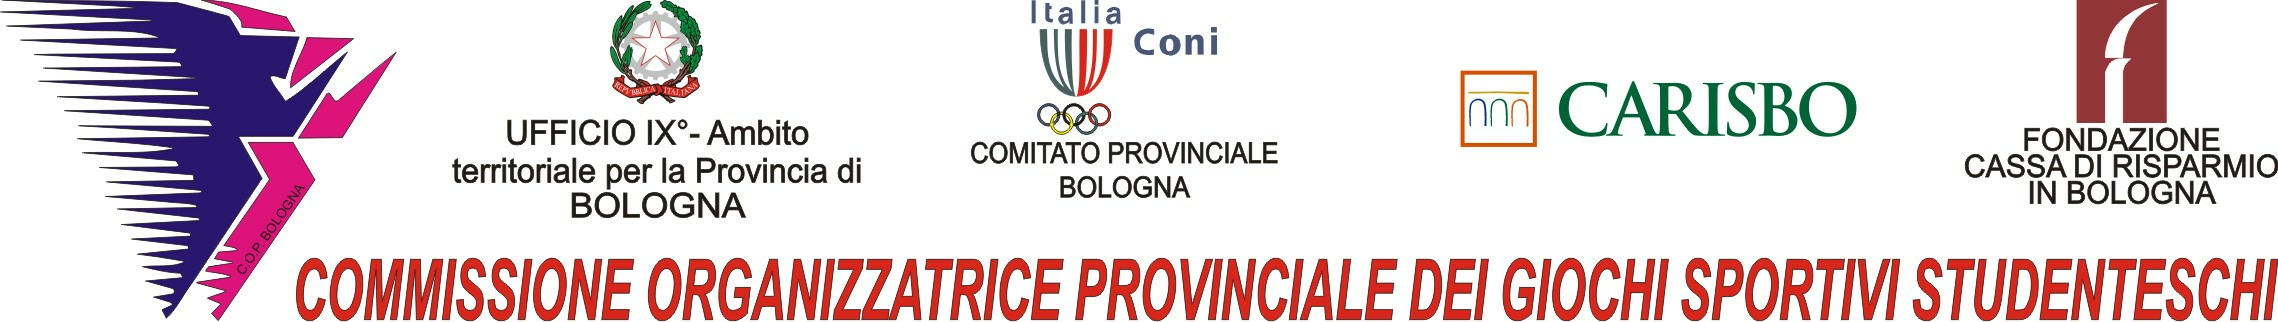 C.O.P. BOLOGNA
REPVBBLICA ITALIANA
UFFICIO IX°- Ambito
territoriale per la Provincia di
BOLOGNA
Italia
Coni
COMITATO PROVINCIALE
BOLOGNA
CARISBO
FONDAZIONE
CASSA DI RISPARMIO
IN BOLOGNA
COMMISSIONE ORGANIZZATRICE PROVINCIALE DEI GIOCHI SPORTIVI STUDENTESCHI